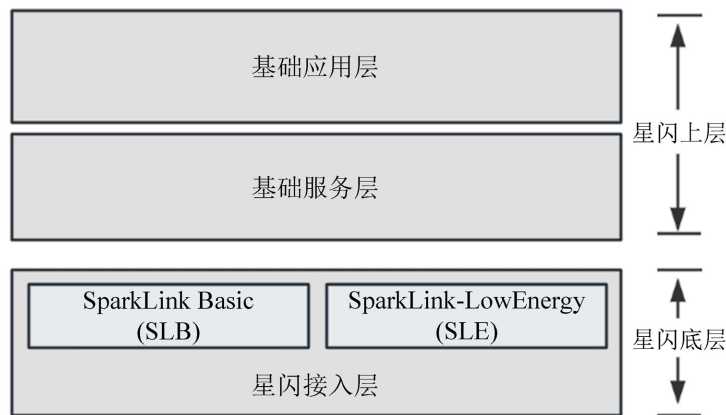 基础应用层
星闪上层
基础服务层
SparkLink Basic
(SLB)
SparkLink-LowEnergy
(SLE)
星闪底层
星闪接入层